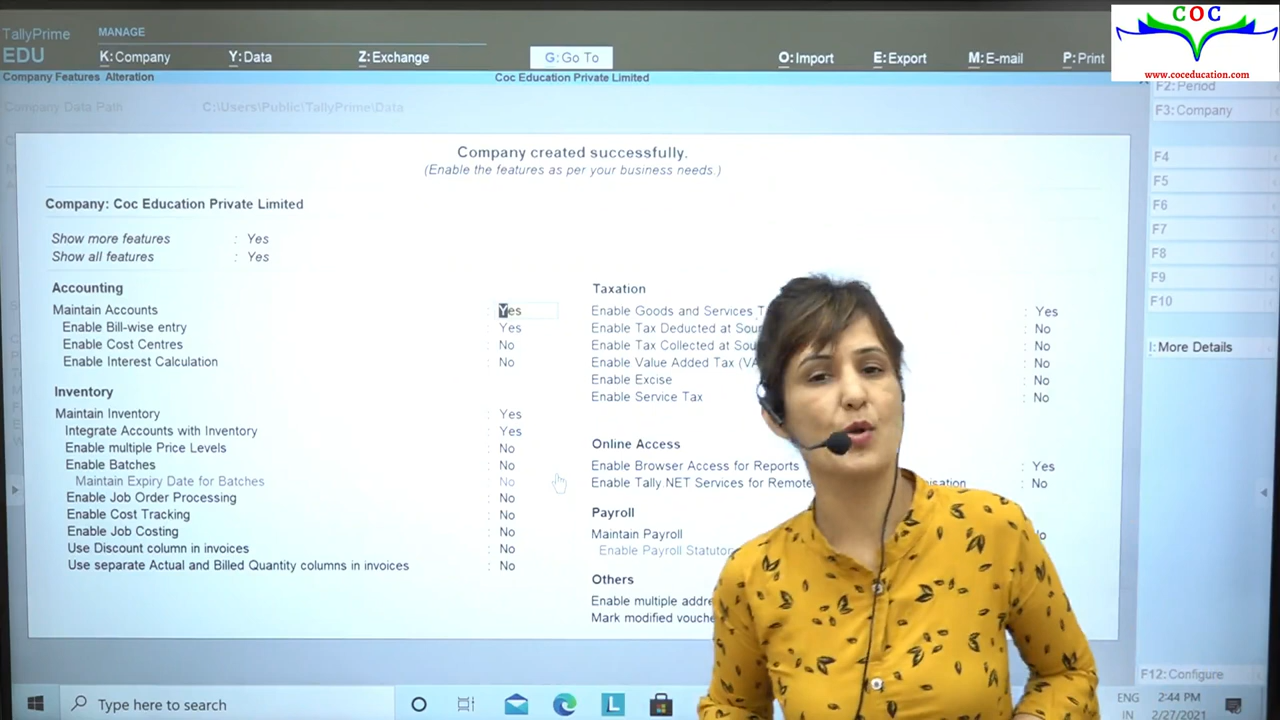 COC
www.coceducation.com
TallyPrime
EDU
MANAGE
K:Company
Y:Data
Z:Exchange
G:Go To
O:Import
E:Export
M:E-mail
P:Print
Company Features Alteration
Coc Education Private Limited
Company Data Path
C:\Users\Public\TallyPrime\Data
F2:Period
F3:Company
F4
F5
F6
F7
F8
F9
F10
I:More Details
F12:Configure
Company created successfully.
(Enable the features as per your business needs.)
Company: Coc Education Private Limited
Show more features : Yes
Show all features : Yes
Accounting
Maintain Accounts : Yes
Enable Bill-wise entry : Yes
Enable Cost Centres : No
Enable Interest Calculation : No
Inventory
Maintain Inventory : Yes
Integrate Accounts with Inventory : Yes
Enable multiple Price Levels : No
Enable Batches : No
Maintain Expiry Date for Batches : No
Enable Job Order Processing : No
Enable Cost Tracking : No
Enable Job Costing : No
Use Discount column in invoices : No
Use separate Actual and Billed Quantity columns in invoices : No
Taxation
Enable Goods and Services : Yes
Enable Tax Deducted at : No
Enable Tax Collected at : No
Enable Value Added Tax : No
Enable Excise : No
Enable Service Tax : No
Online Access
Enable Browser Access for Reports : Yes
Enable Tally NET Services for Remote : No
Payroll
Maintain Payroll
Enable Payroll
Others
Enable multiple
Mark modified
Type here to search
ENG
IN
2:44 PM
2/27/2021